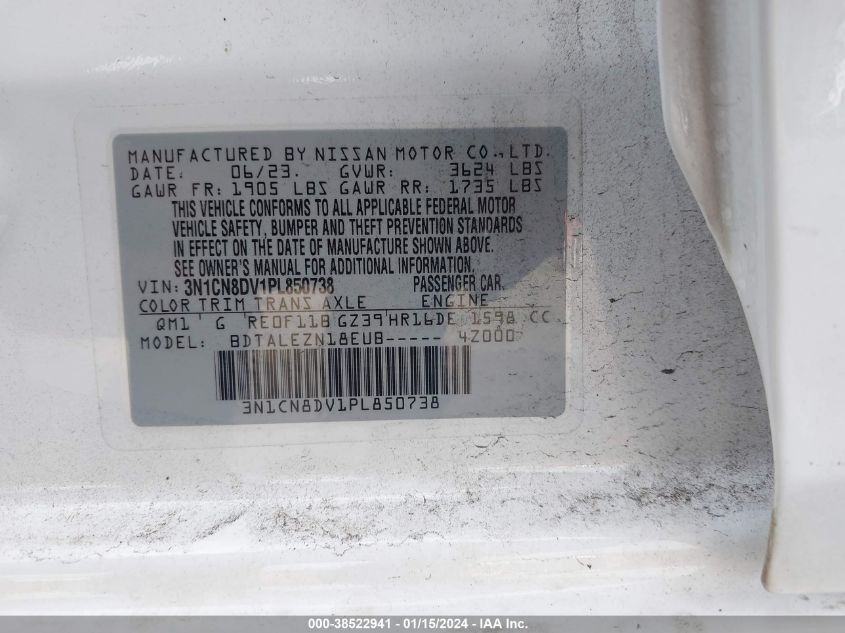 MANUFACTURED BY NISSAN MOTOR CO., LTD.
DATE: 06/23. GVWR: 3624 LBS
GAWR FR: 1905 LBS GAWR RR: 1735 LBS
THIS VEHICLE CONFORMS TO ALL APPLICABLE FEDERAL MOTOR
VEHICLE SAFETY, BUMPER AND THEFT PREVENTION STANDARDS
IN EFFECT ON THE DATE OF MANUFACTURE SHOWN ABOVE.
SEE OWNER'S MANUAL FOR ADDITIONAL INFORMATION.
VIN: 3N1CN8DV1PL850738 PASSENGER CAR.
COLOR TRIM TRANS AXLE ENGINE
QM1 G RE0F11B GZ39 HR16DE 1598 CC
MODEL: BDTALEZN18EUB----- 4Z000
3N1CN8DV1PL850738
000-38522941 - 01/15/2024 - IAA Inc.